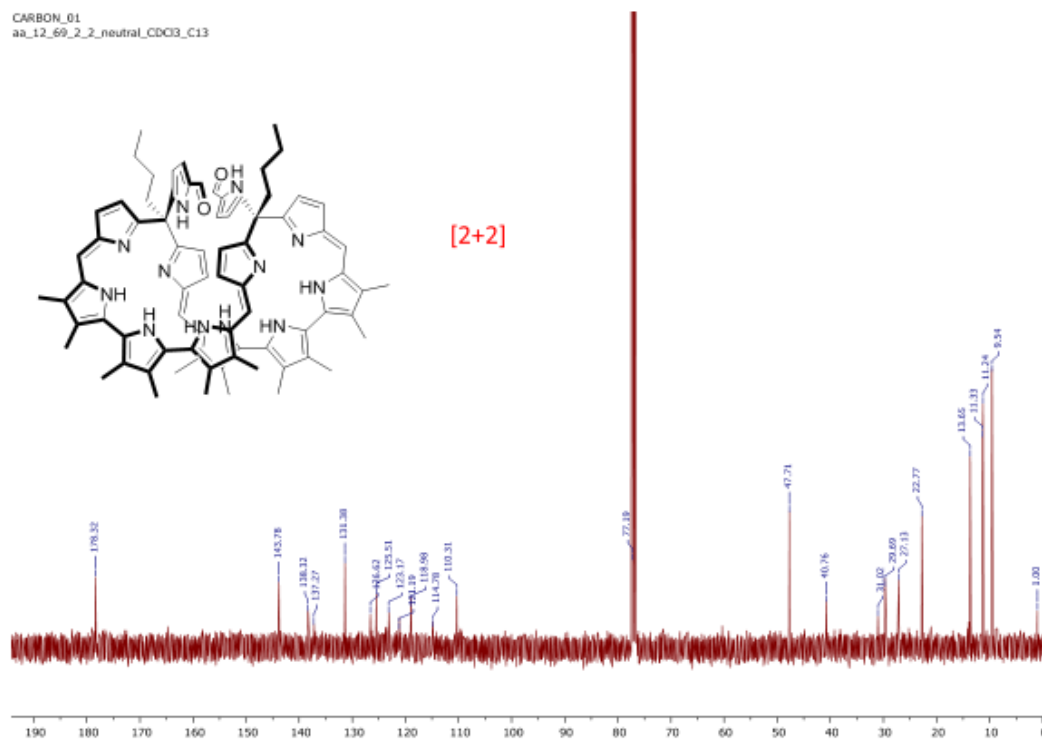 CARBON_01
aa_12_69_2_2_neutral_CDCl3_C13
[2+2]
O
H
N
N
H
O
N
N
N
N
NH
H
N
HN
H
N
HN
HN
178.32
143.78
138.32
137.27
131.38
126.62
125.51
123.17
121.19
118.98
114.78
110.31
77.19
47.71
40.76
31.02
29.69
27.13
22.77
13.65
11.33
11.24
9.54
1.00
190 180 170 160 150 140 130 120 110 100 90 80 70 60 50 40 30 20 10 0